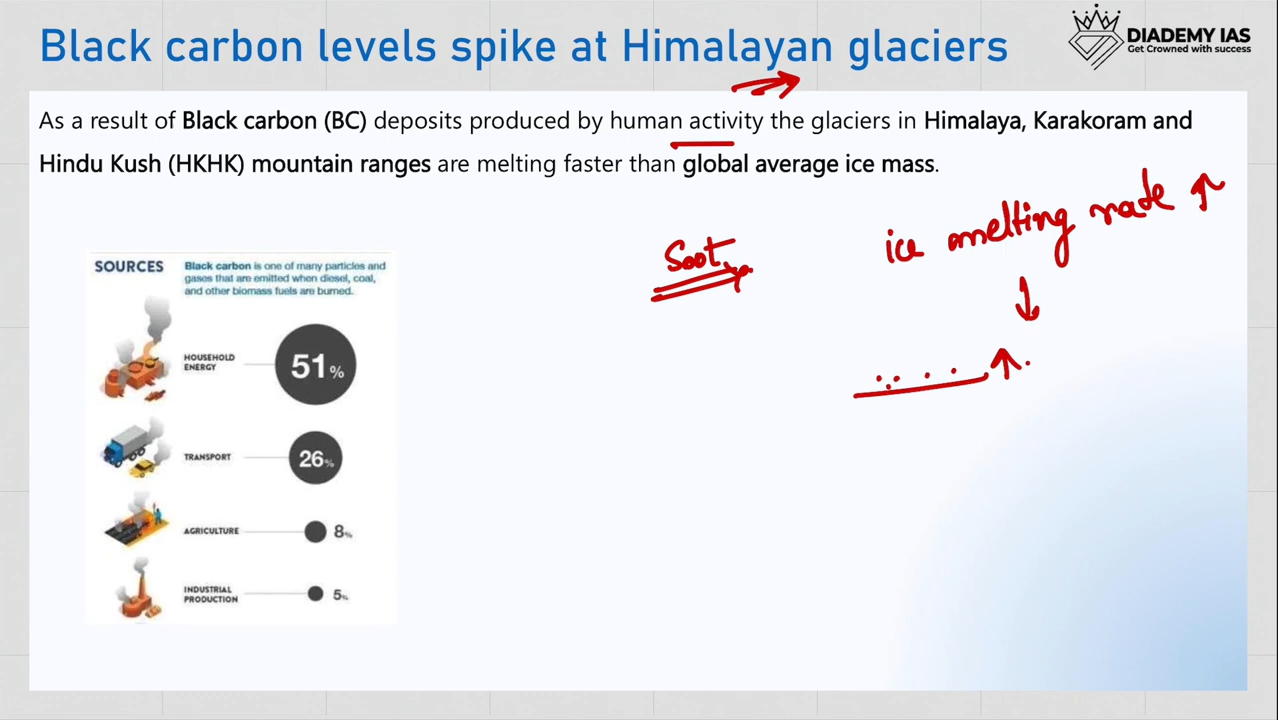 Black carbon levels spike at Himalayan glaciers
DIADEMY IAS
Get Crowned with success
As a result of Black carbon (BC) deposits produced by human activity the glaciers in Himalaya, Karakoram and
Hindu Kush (HKHK) mountain ranges are melting faster than global average ice mass.
ice melting rate ↑
Soot
SOURCES
Black carbon is one of many particles and
gases that are emitted when diesel, coal,
and other biomass fuels are burned.
HOUSEHOLD
ENERGY
51%
TRANSPORT
26%
AGRICULTURE
8%
INDUSTRIAL
PRODUCTION
5%